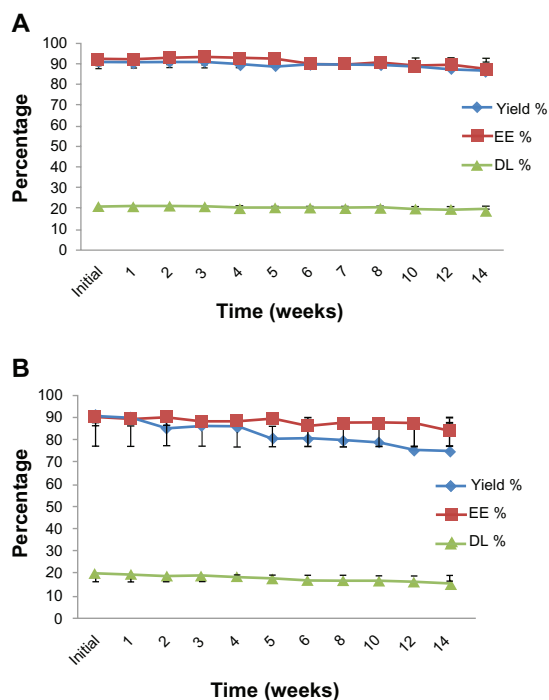 A
100
90
80
70
60
50
40
30
20
10
0
Percentage
Yield %
EE %
DL %
Initial 1 2 3 4 5 6 7 8 10 12 14
Time (weeks)
B
100
90
80
70
60
50
40
30
20
10
0
Percentage
Yield %
EE %
DL %
Initial 1 2 3 4 5 6 8 10 12 14
Time (weeks)